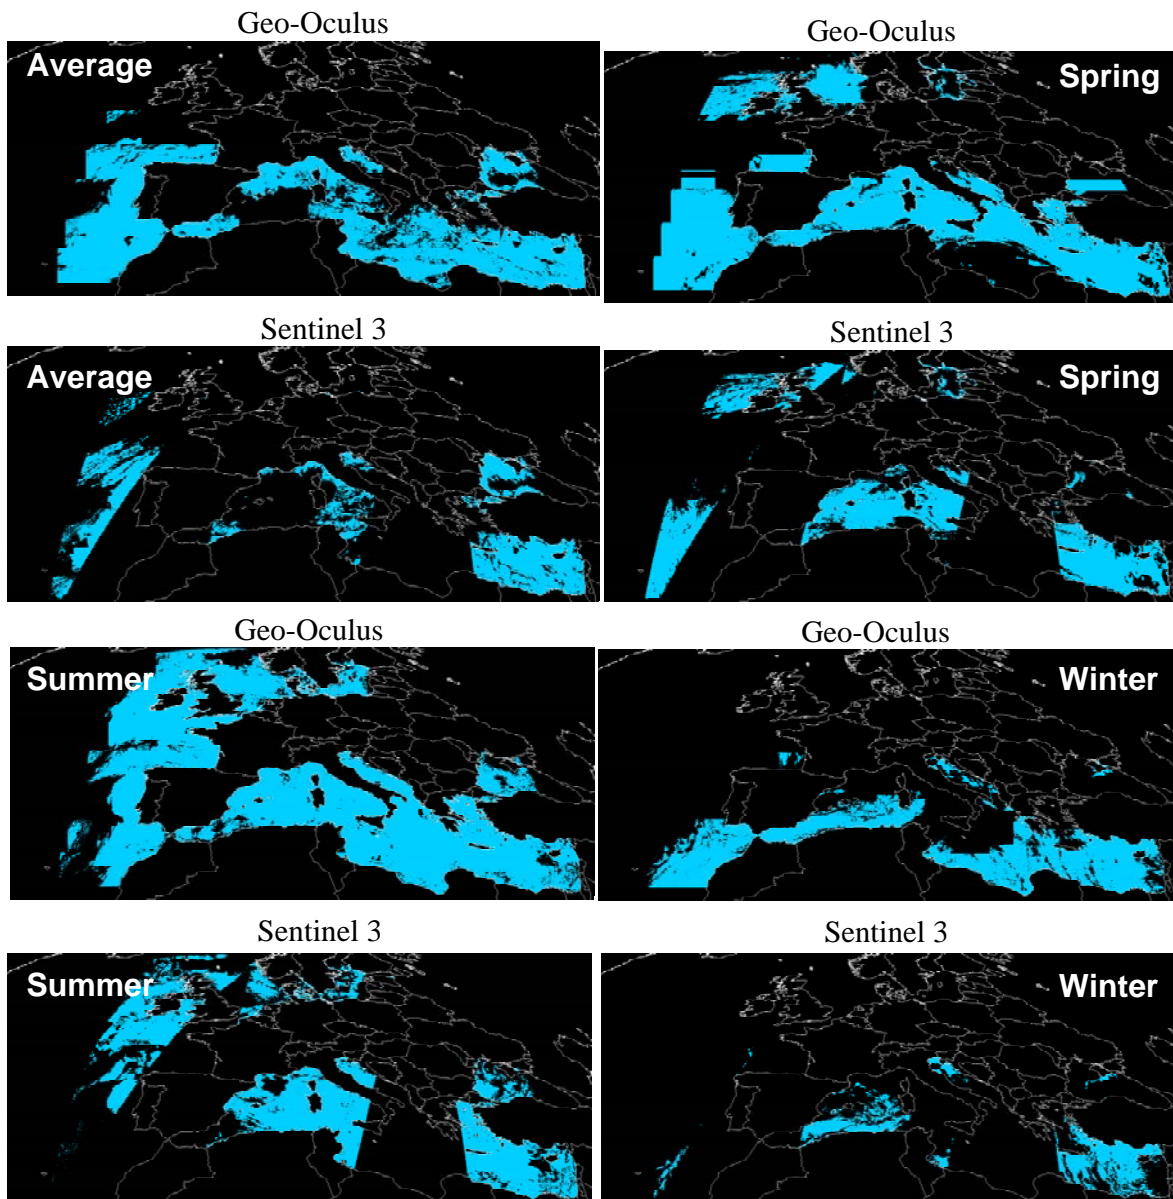 Geo-Oculus
Geo-Oculus
Average
Spring
Sentinel 3
Sentinel 3
Average
Spring
Geo-Oculus
Geo-Oculus
Summer
Winter
Sentinel 3
Sentinel 3
Summer
Winter